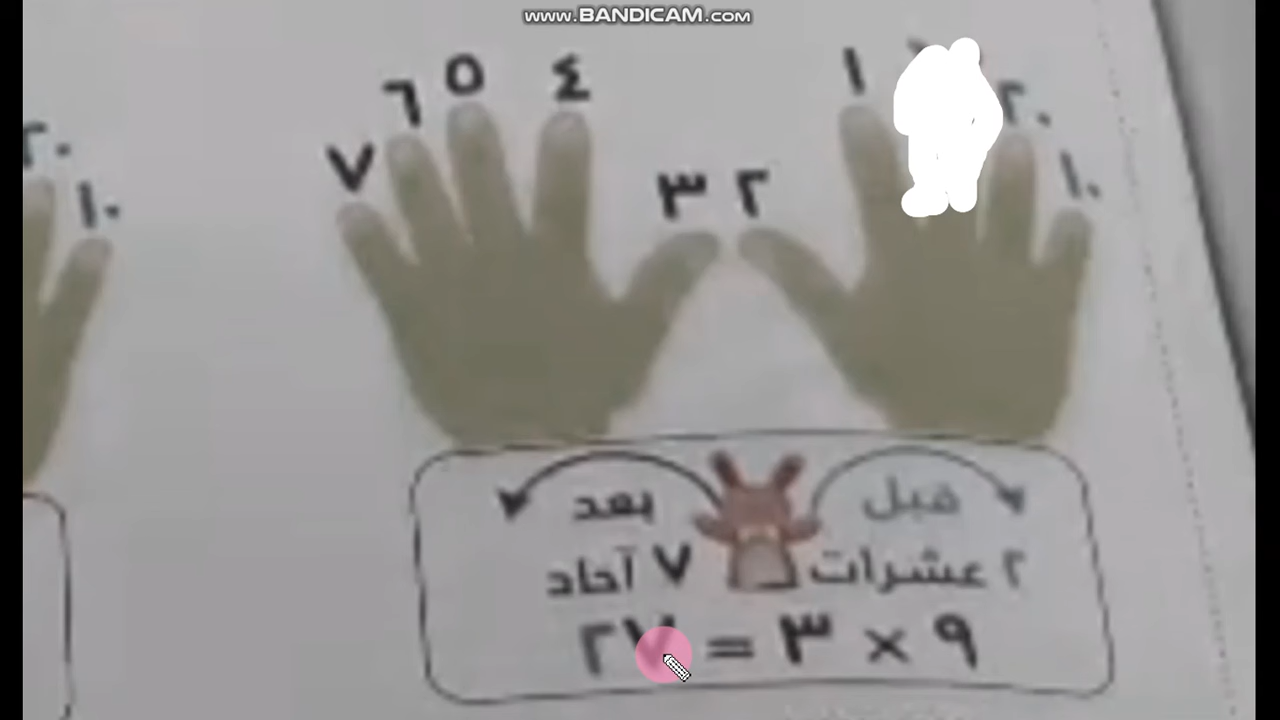 www.BANDICAM.com
٧ ٦ ٥ ٤ ٣ ٢ ١ ٢٠ ١٠
٢٠ ١٠
قبل بعد
٢ عشرات ٧ آحاد
٩ × ٣ = ٢٧